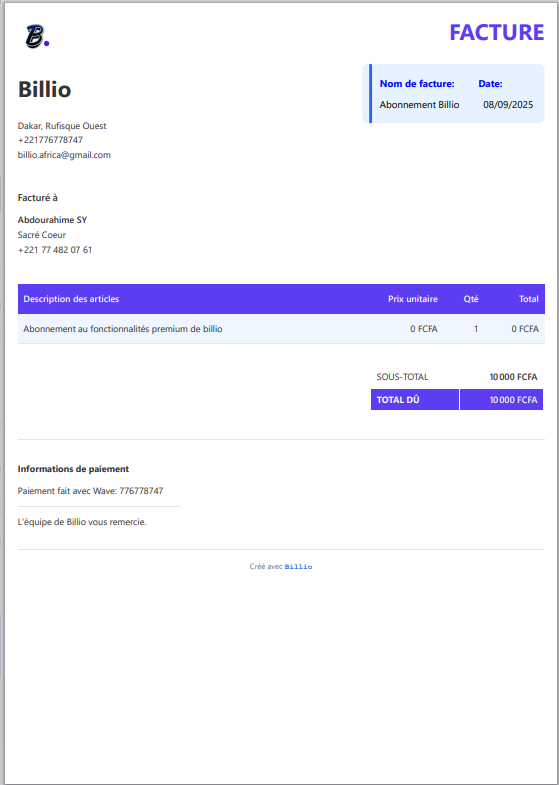 B.
FACTURE
Billio
Nom de facture: Date:
Abonnement Billio 08/09/2025
Dakar, Rufisque Ouest
+221776778747
billio.africa@gmail.com
Facturé à
Abdourahime SY
Sacré Coeur
+221 77 482 07 61
Description des articles Prix unitaire Qté Total
Abonnement au fonctionnalités premium de billio 0 FCFA 1 0 FCFA
SOUS-TOTAL 10 000 FCFA
TOTAL DÛ 10 000 FCFA
Informations de paiement
Paiement fait avec Wave: 776778747
L'équipe de Billio vous remercie.
Créé avec Billio